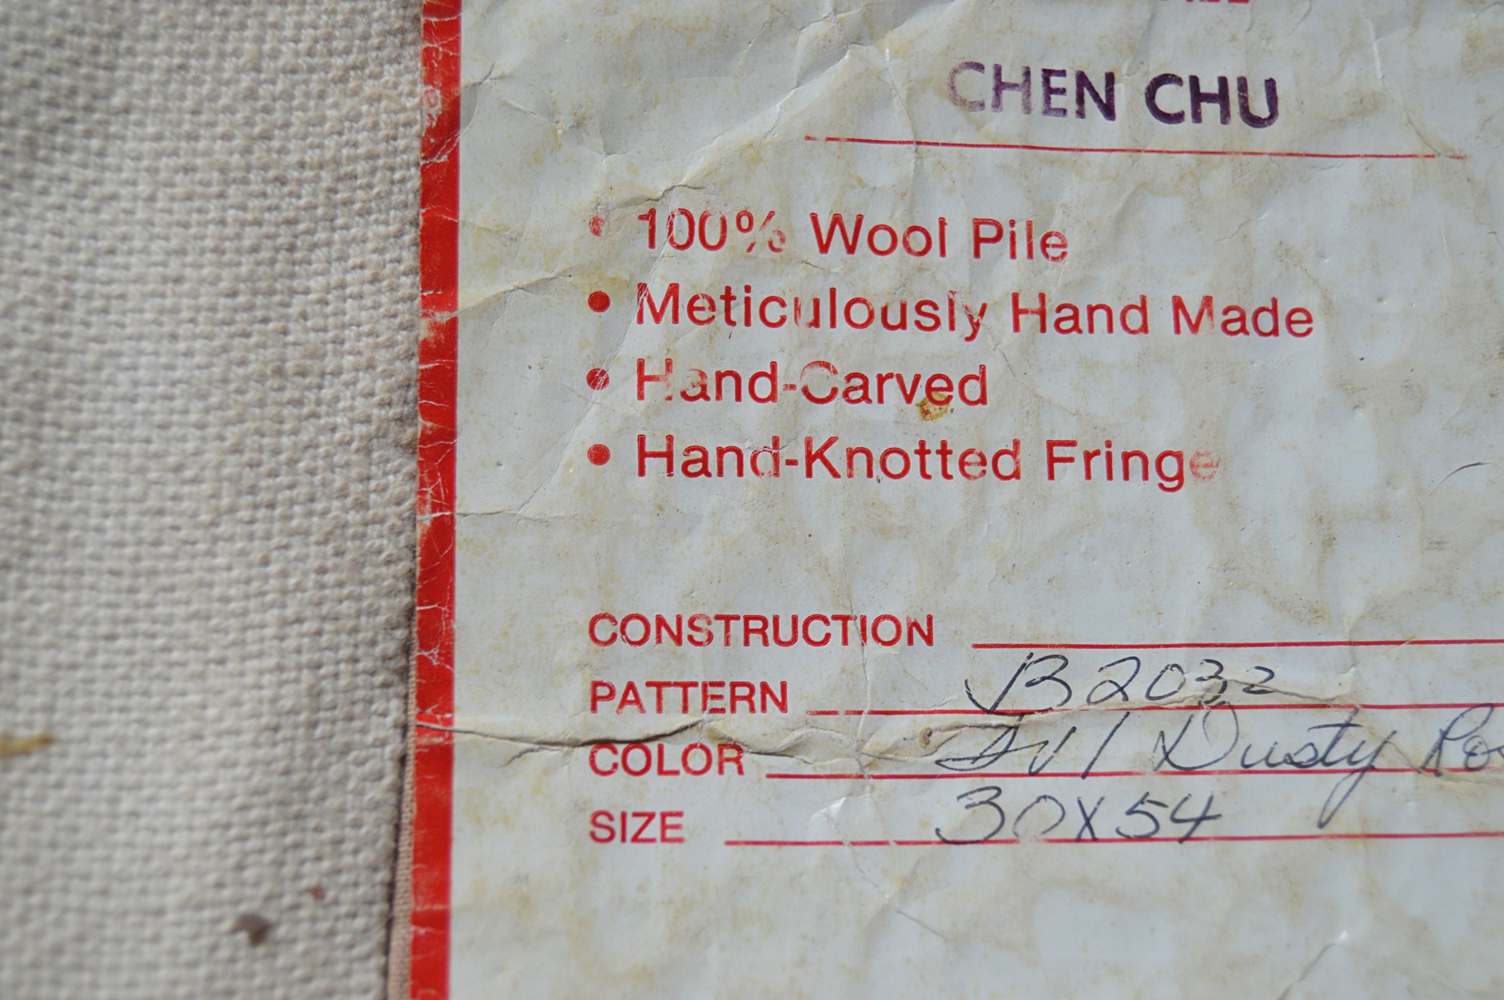 CHEN CHU
• 100% Wool Pile
• Meticulously Hand Made
• Hand-Carved
• Hand-Knotted Fringe
CONSTRUCTION
PATTERN B2032
COLOR Dusty
SIZE 30X54